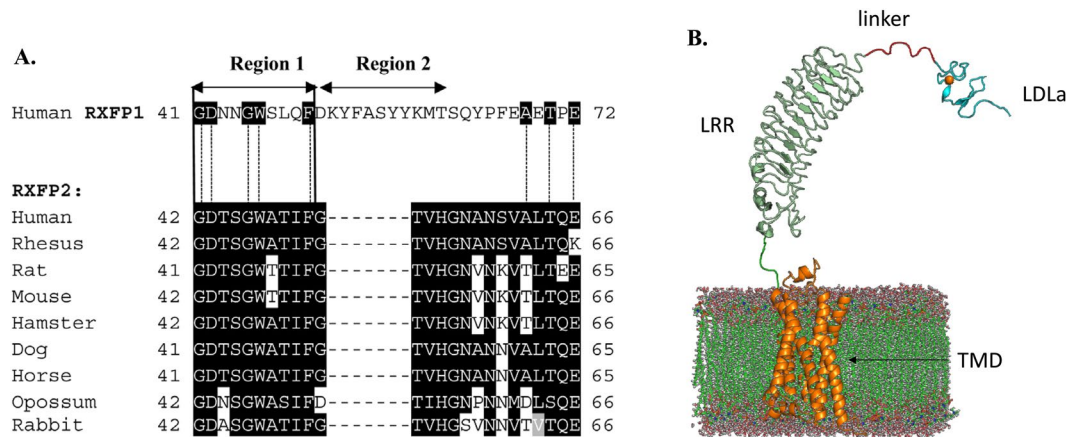 A.
Region 1 Region 2
Human RXFP1 41 GDNNGWSLQFDKYFASYYKMTSQYPFEAETPE 72
RXFP2:
Human 42 GDTSGWATIFG-------TVHGNANSVALTQE 66
Rhesus 42 GDTSGWATIFG-------TVHGNANSVALTQK 66
Rat 41 GDTSGWTTIFG-------TVHGNVNKVTLTEE 65
Mouse 42 GDTSGWTTIFG-------TVHGNVNKVTLTQE 66
Hamster 42 GDTSGWATIFG-------TVHGNVNKVTLTQE 66
Dog 41 GDTSGWATIFG-------TVHGNANNVALTQE 65
Horse 41 GDTSGWATIFG-------TVHGNANNVALTQE 65
Opossum 42 GDNSGWASIFD-------TIHGNPNNMDLSQE 66
Rabbit 42 GDASGWATIFG-------TVHGSVNNVTVTQE 66
B.
linker
LDLa
LRR
TMD